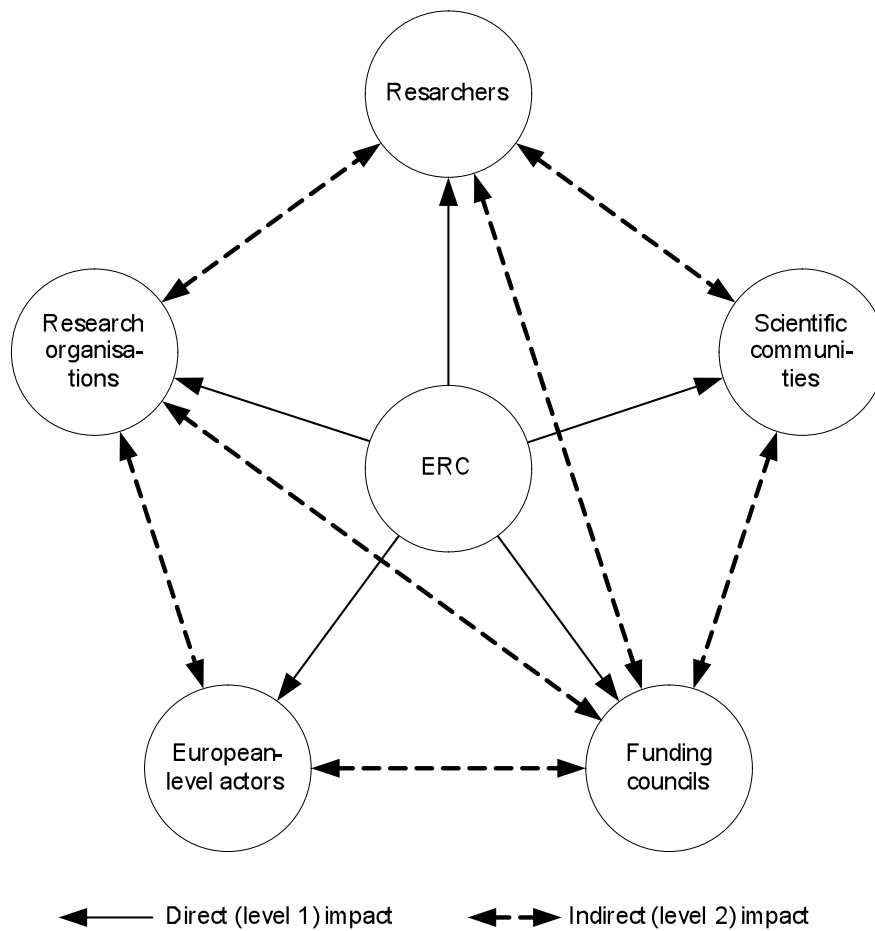 Resarchers
Research
organisa-
tions
Scientific
communi-
ties
ERC
European-
level actors
Funding
councils
Direct (level 1) impact
Indirect (level 2) impact